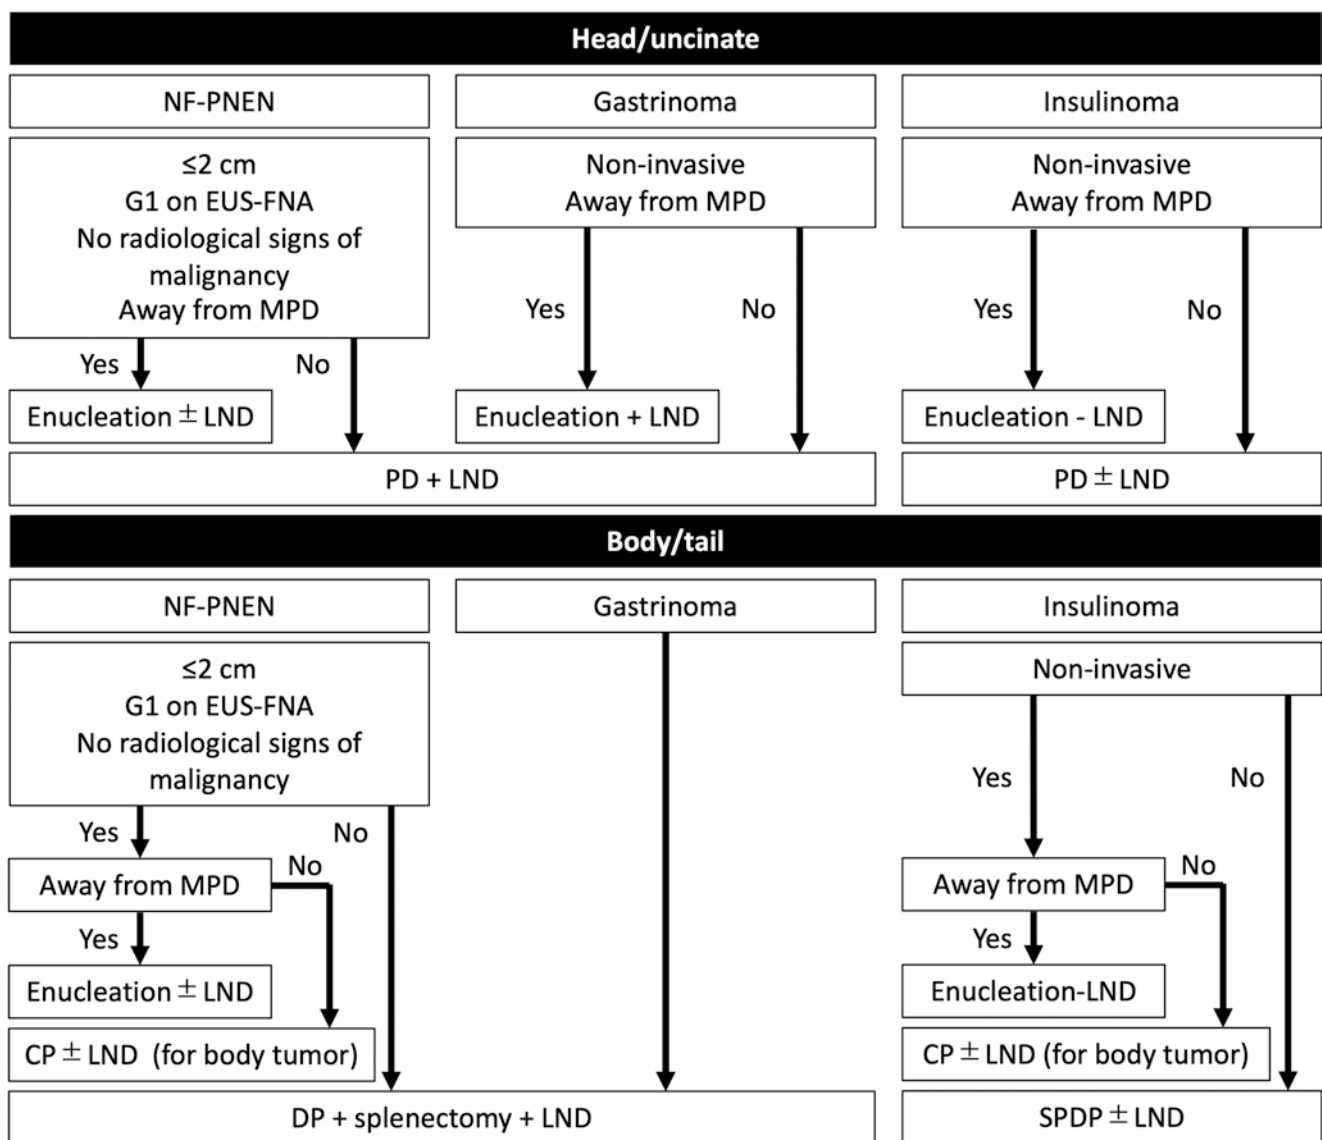 Head/uncinate
NF-PNEN
≤2 cm
G1 on EUS-FNA
No radiological signs of
malignancy
Away from MPD
Yes
No
Enucleation ± LND
Gastrinoma
Non-invasive
Away from MPD
Yes
No
Enucleation + LND
PD + LND
Insulinoma
Non-invasive
Away from MPD
Yes
No
Enucleation - LND
PD ± LND
Body/tail
NF-PNEN
≤2 cm
G1 on EUS-FNA
No radiological signs of
malignancy
Yes
No
Away from MPD
No
Yes
Enucleation ± LND
CP ± LND (for body tumor)
Gastrinoma
DP + splenectomy + LND
Insulinoma
Non-invasive
Yes
No
Away from MPD
No
Yes
Enucleation-LND
CP ± LND (for body tumor)
SPDP ± LND